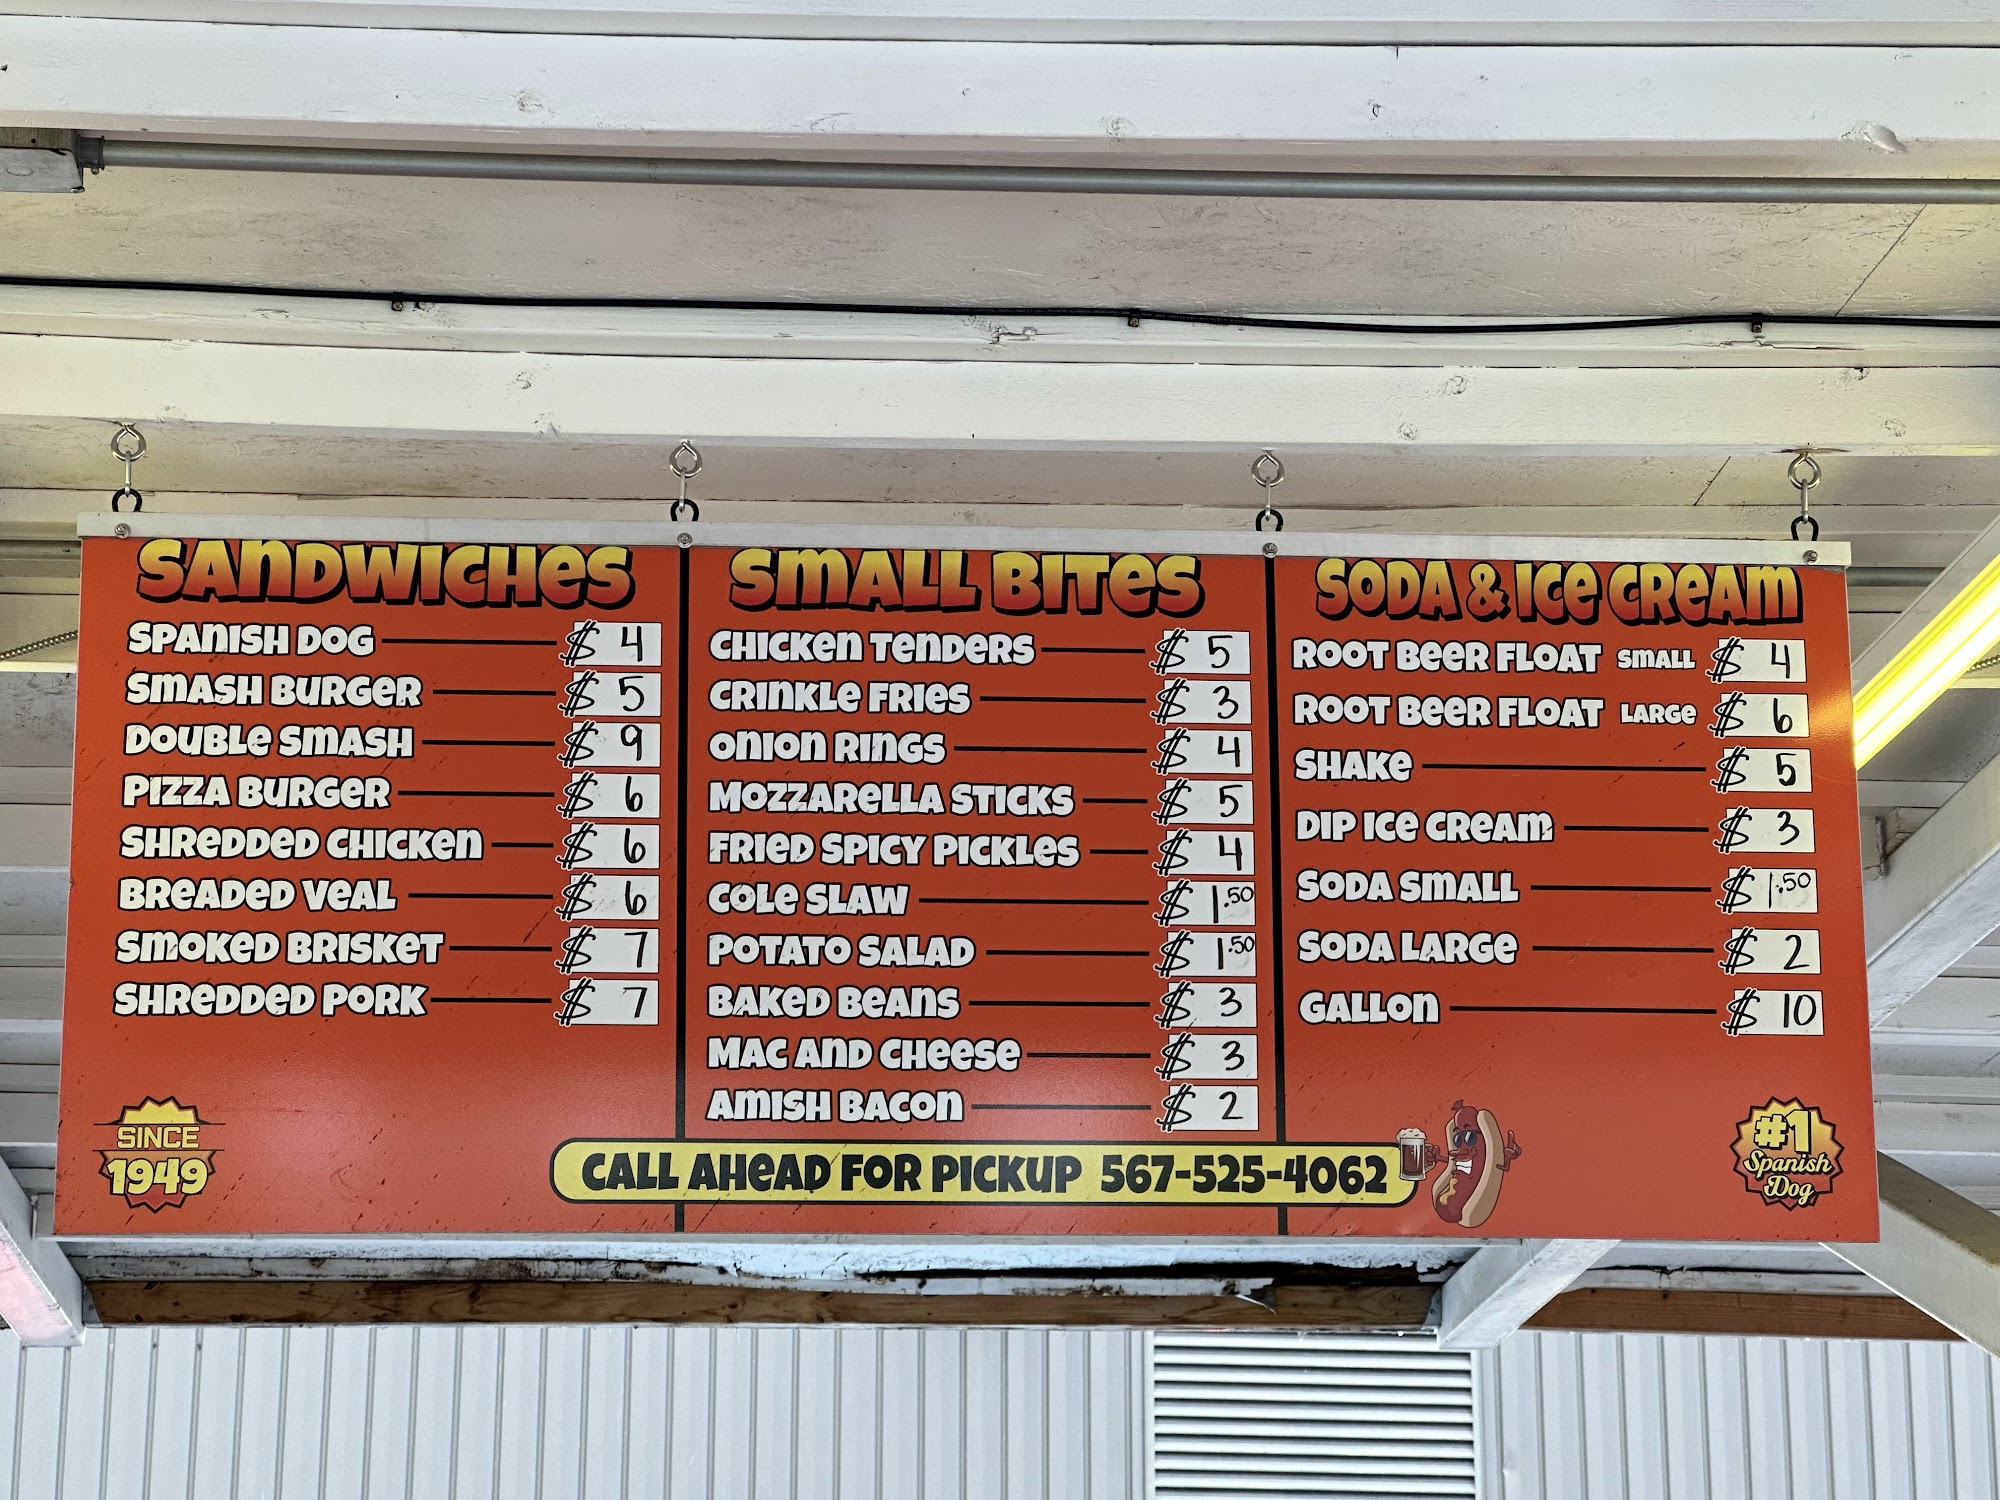 SANDWICHES
SPANISH DOG $ 4
SMASH BURGER $ 5
DOUBLE SMASH $ 9
PIZZA BURGER $ 6
SHREDDED CHICKEN $ 6
BREADED VEAL $ 6
SMOKED BRISKET $ 7
SHREDDED PORK $ 7
SINCE
1949
SMALL BITES
CHICKEN TENDERS $ 5
CRINKLE FRIES $ 3
ONION RINGS $ 4
MOZZARELLA STICKS $ 5
FRIED SPICY PICKLES $ 4
COLE SLAW $ 1.50
POTATO SALAD $ 1.50
BAKED BEANS $ 3
MAC AND CHEESE $ 3
AMISH BACON $ 2
SODA & ICE CREAM
ROOT BEER FLOAT SMALL $ 4
ROOT BEER FLOAT LARGE $ 6
SHAKE $ 5
DIP ICE CREAM $ 3
SODA SMALL $ 1.50
SODA LARGE $ 2
GALLON $ 10
CALL AHEAD FOR PICKUP 567-525-4062
#1
Spanish
Dog